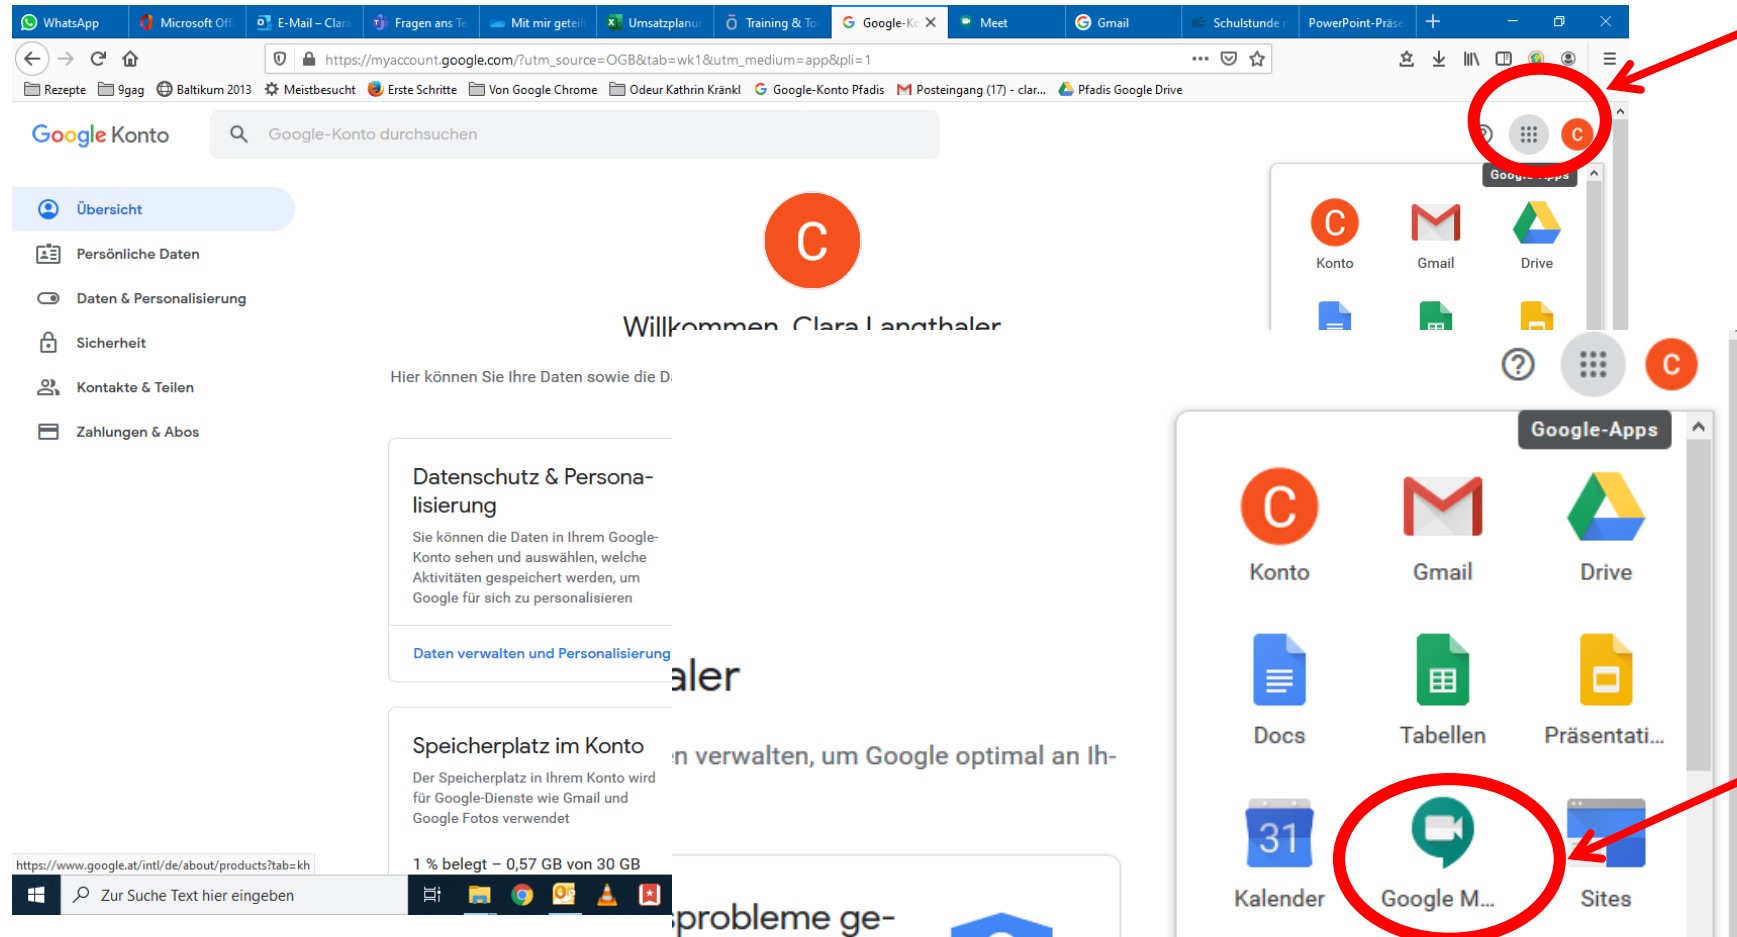 WhatsApp
Microsoft Off
E-Mail – Clara
Fragen ans Te
Mit mir geteil
Umsatzplanun
Training & To
Google-Ko
Meet
Gmail
Schulstunde
PowerPoint-Präse
https://myaccount.google.com/?utm_source=OGB&tab=wk1&utm_medium=app&pli=1
Rezepte
9gag
Baltikum 2013
Meistbesucht
Erste Schritte
Von Google Chrome
Odeur Kathrin Kränkl
Google-Konto Pfadis
Posteingang (17) - clar...
Pfadis Google Drive
Google Konto
Google-Konto durchsuchen
C
Google-Apps
Übersicht
Persönliche Daten
Daten & Personalisierung
Sicherheit
Kontakte & Teilen
Zahlungen & Abos
C
Willkommen, Clara Langthaler
C
Konto
Gmail
Drive
Hier können Sie Ihre Daten sowie die D
Datenschutz & Persona-
lisierung
Sie können die Daten in Ihrem Google-
Konto sehen und auswählen, welche
Aktivitäten gespeichert werden, um
Google für sich zu personalisieren
Daten verwalten und Personalisierung
Speicherplatz im Konto
Der Speicherplatz in Ihrem Konto wird
für Google-Dienste wie Gmail und
Google Fotos verwendet
1 % belegt – 0,57 GB von 30 GB
https://www.google.at/intl/de/about/products?tab=kh
Zur Suche Text hier eingeben
C
Google-Apps
C
Konto
Gmail
Drive
Docs
Tabellen
Präsentati...
31
Kalender
Google M...
Sites
aler
n verwalten, um Google optimal an Ih-
sprobleme ge-